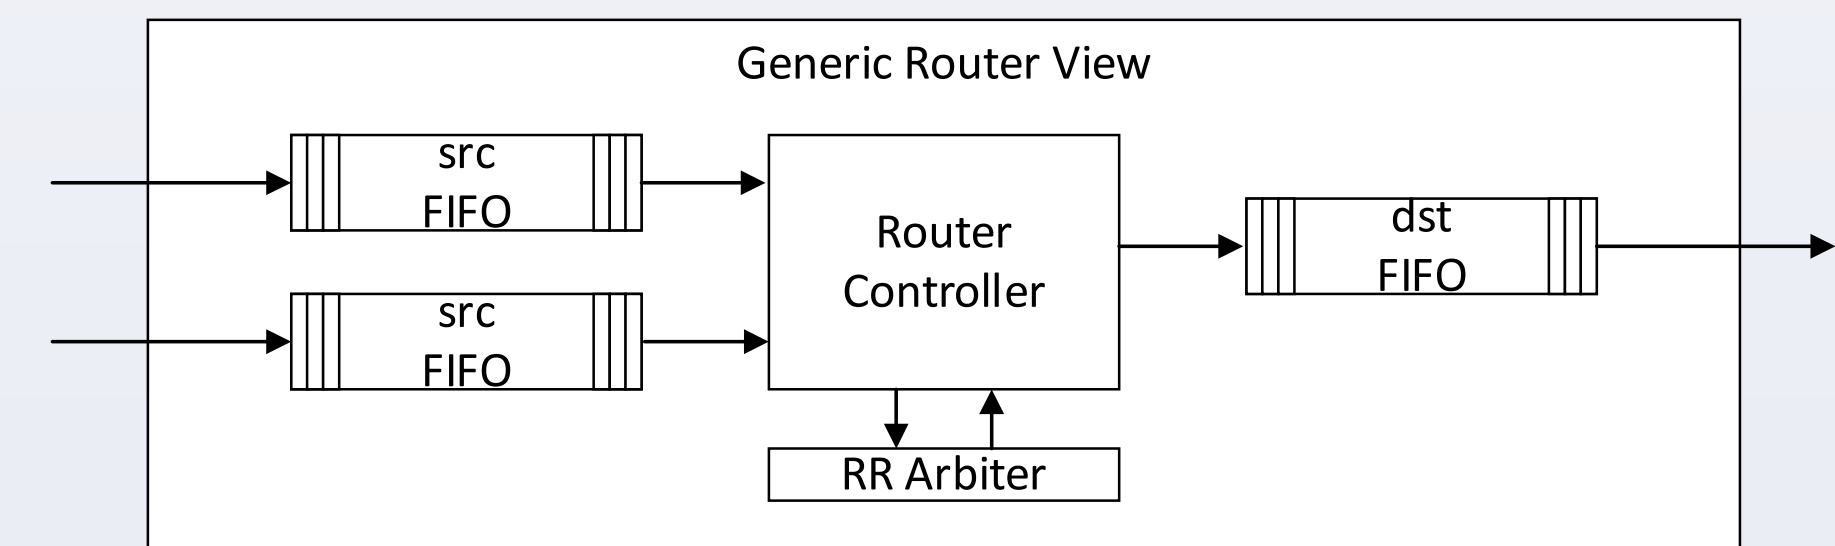 Generic Router View
src
FIFO
src
FIFO
Router
Controller
dst
FIFO
RR Arbiter